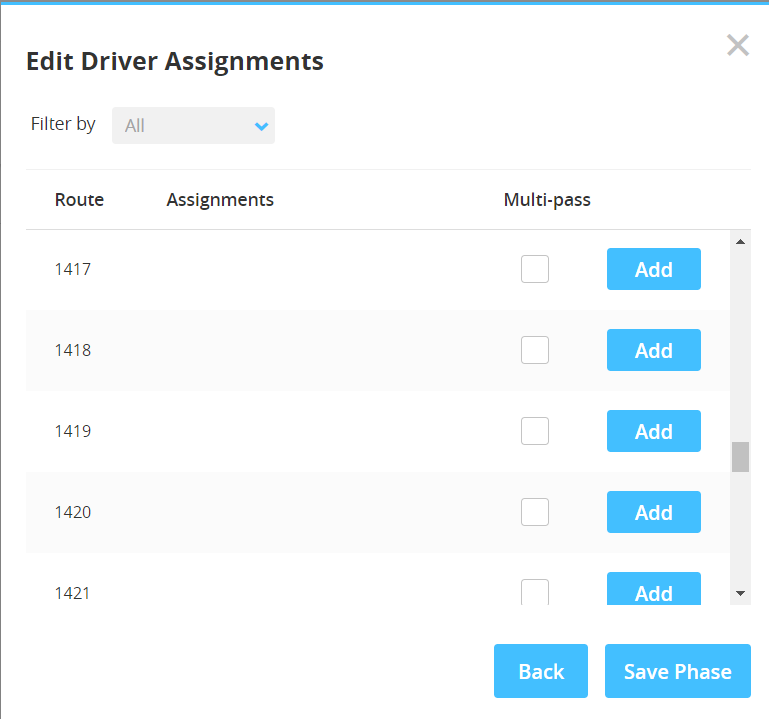 Edit Driver Assignments
Filter by All
Route Assignments Multi-pass
1417 Add
1418 Add
1419 Add
1420 Add
1421 Add
Back Save Phase